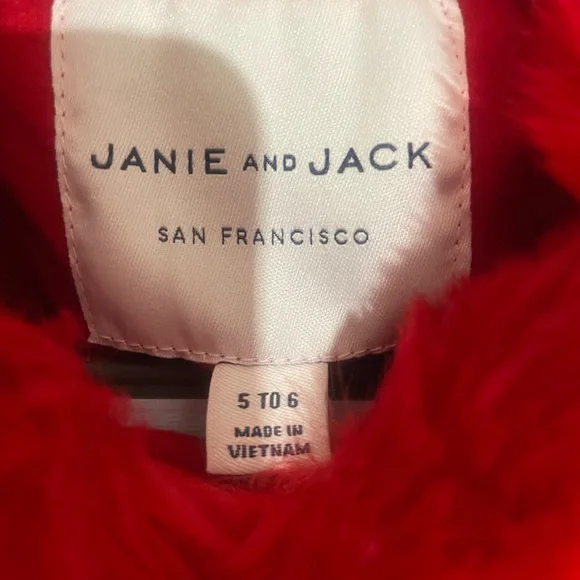 JANIE AND JACK
SAN FRANCISCO
5 TO 6
MADE IN
VIETNAM